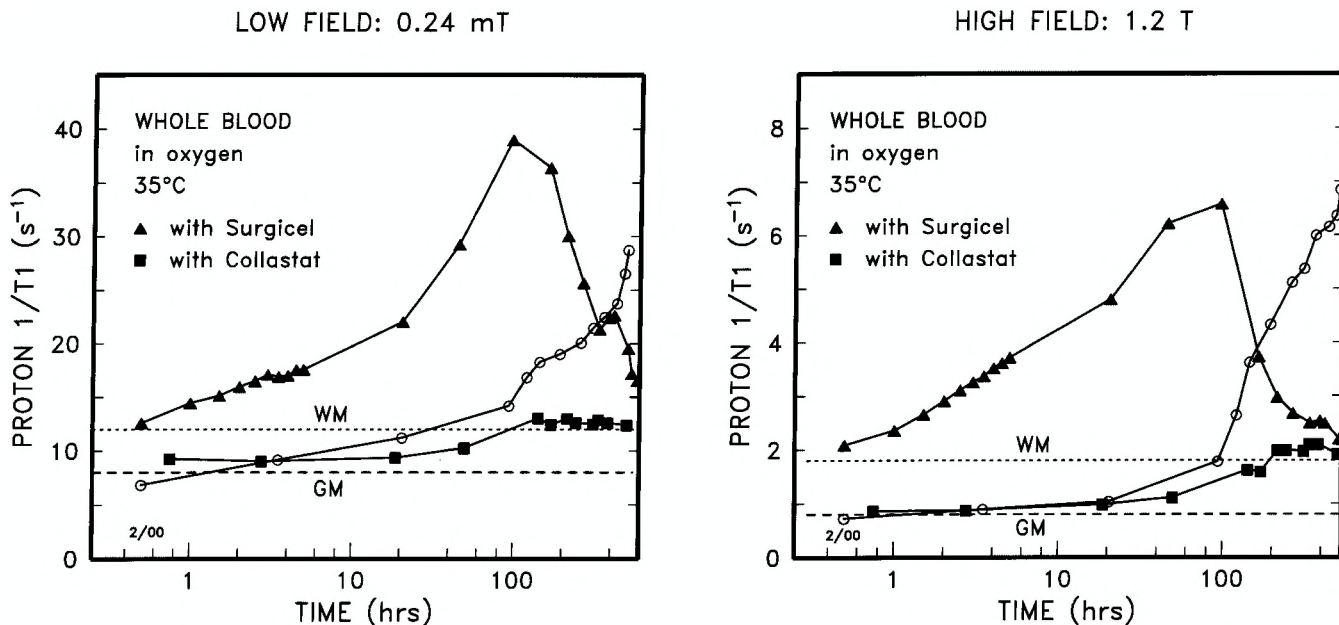 LOW FIELD: 0.24 mT
PROTON 1/T1 (s⁻¹)
40
30
20
10
0
WHOLE BLOOD
in oxygen
35°C
▲ with Surgicel
■ with Collastat
WM
GM
2/00
1
10
100
TIME (hrs)
HIGH FIELD: 1.2 T
PROTON 1/T1 (s⁻¹)
8
6
4
2
0
WHOLE BLOOD
in oxygen
35°C
▲ with Surgicel
■ with Collastat
WM
GM
2/00
1
10
100
TIME (hrs)